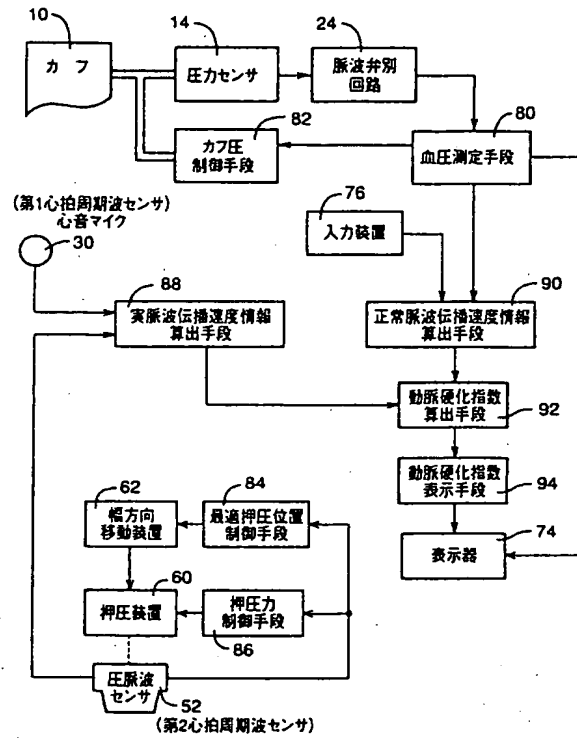 10
カフ
14
圧力センサ
24
脈波弁別
回路
82
カフ圧
制御手段
80
血圧測定手段
(第1心拍周期波センサ)
心音マイク
30
76
入力装置
88
実脈波伝播速度情報
算出手段
90
正常脈波伝播速度情報
算出手段
動脈硬化指数
算出手段
92
62
幅方向
移動装置
84
最適押圧位置
制御手段
動脈硬化指数
表示手段
94
74
表示器
60
押圧装置
押圧力
制御手段
86
圧脈波
センサ
52
(第2心拍周期波センサ)